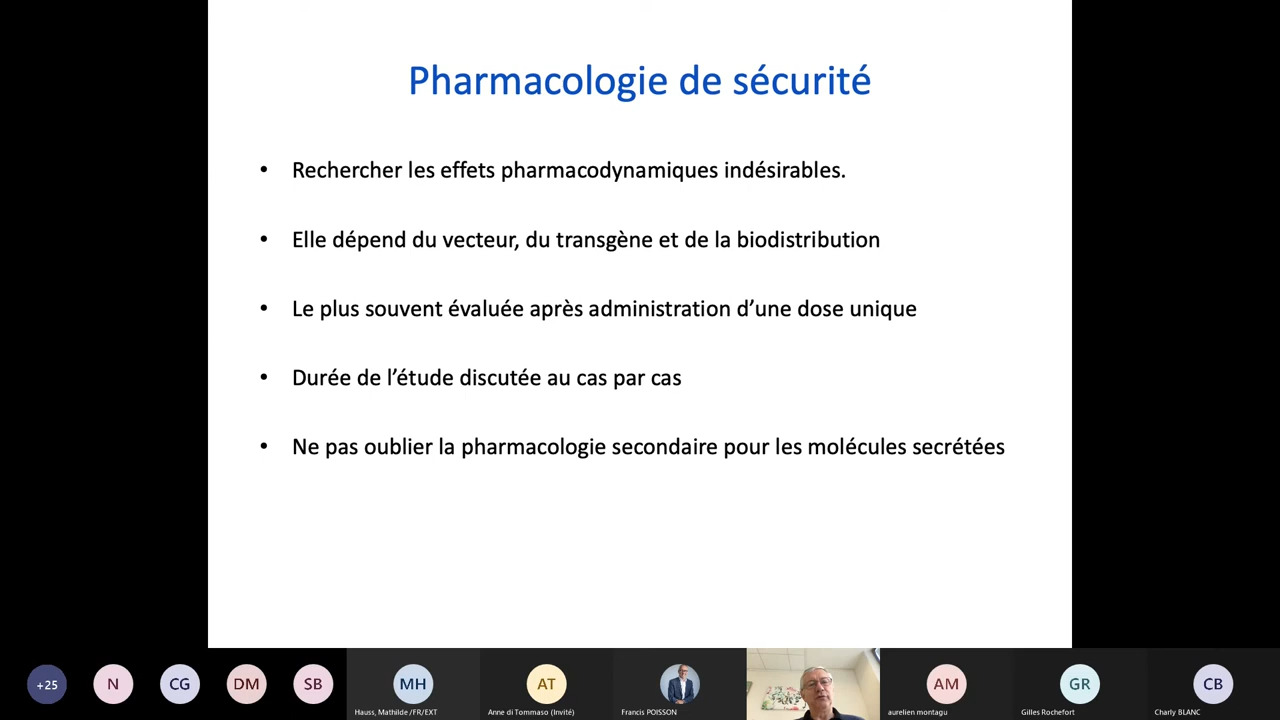 Pharmacologie de sécurité
• Rechercher les effets pharmacodynamiques indésirables.
• Elle dépend du vecteur, du transgène et de la biodistribution
• Le plus souvent évaluée après administration d’une dose unique
• Durée de l’étude discutée au cas par cas
• Ne pas oublier la pharmacologie secondaire pour les molécules secrétées
+25
N
CG
DM
SB
MH
AT
AM
GR
CB
Hauss, Mathilde /FR/EXT
Anne di Tommaso (Invité)
Francis POISSON
aurelien montagu
Gilles Rochefort
Charly BLANC